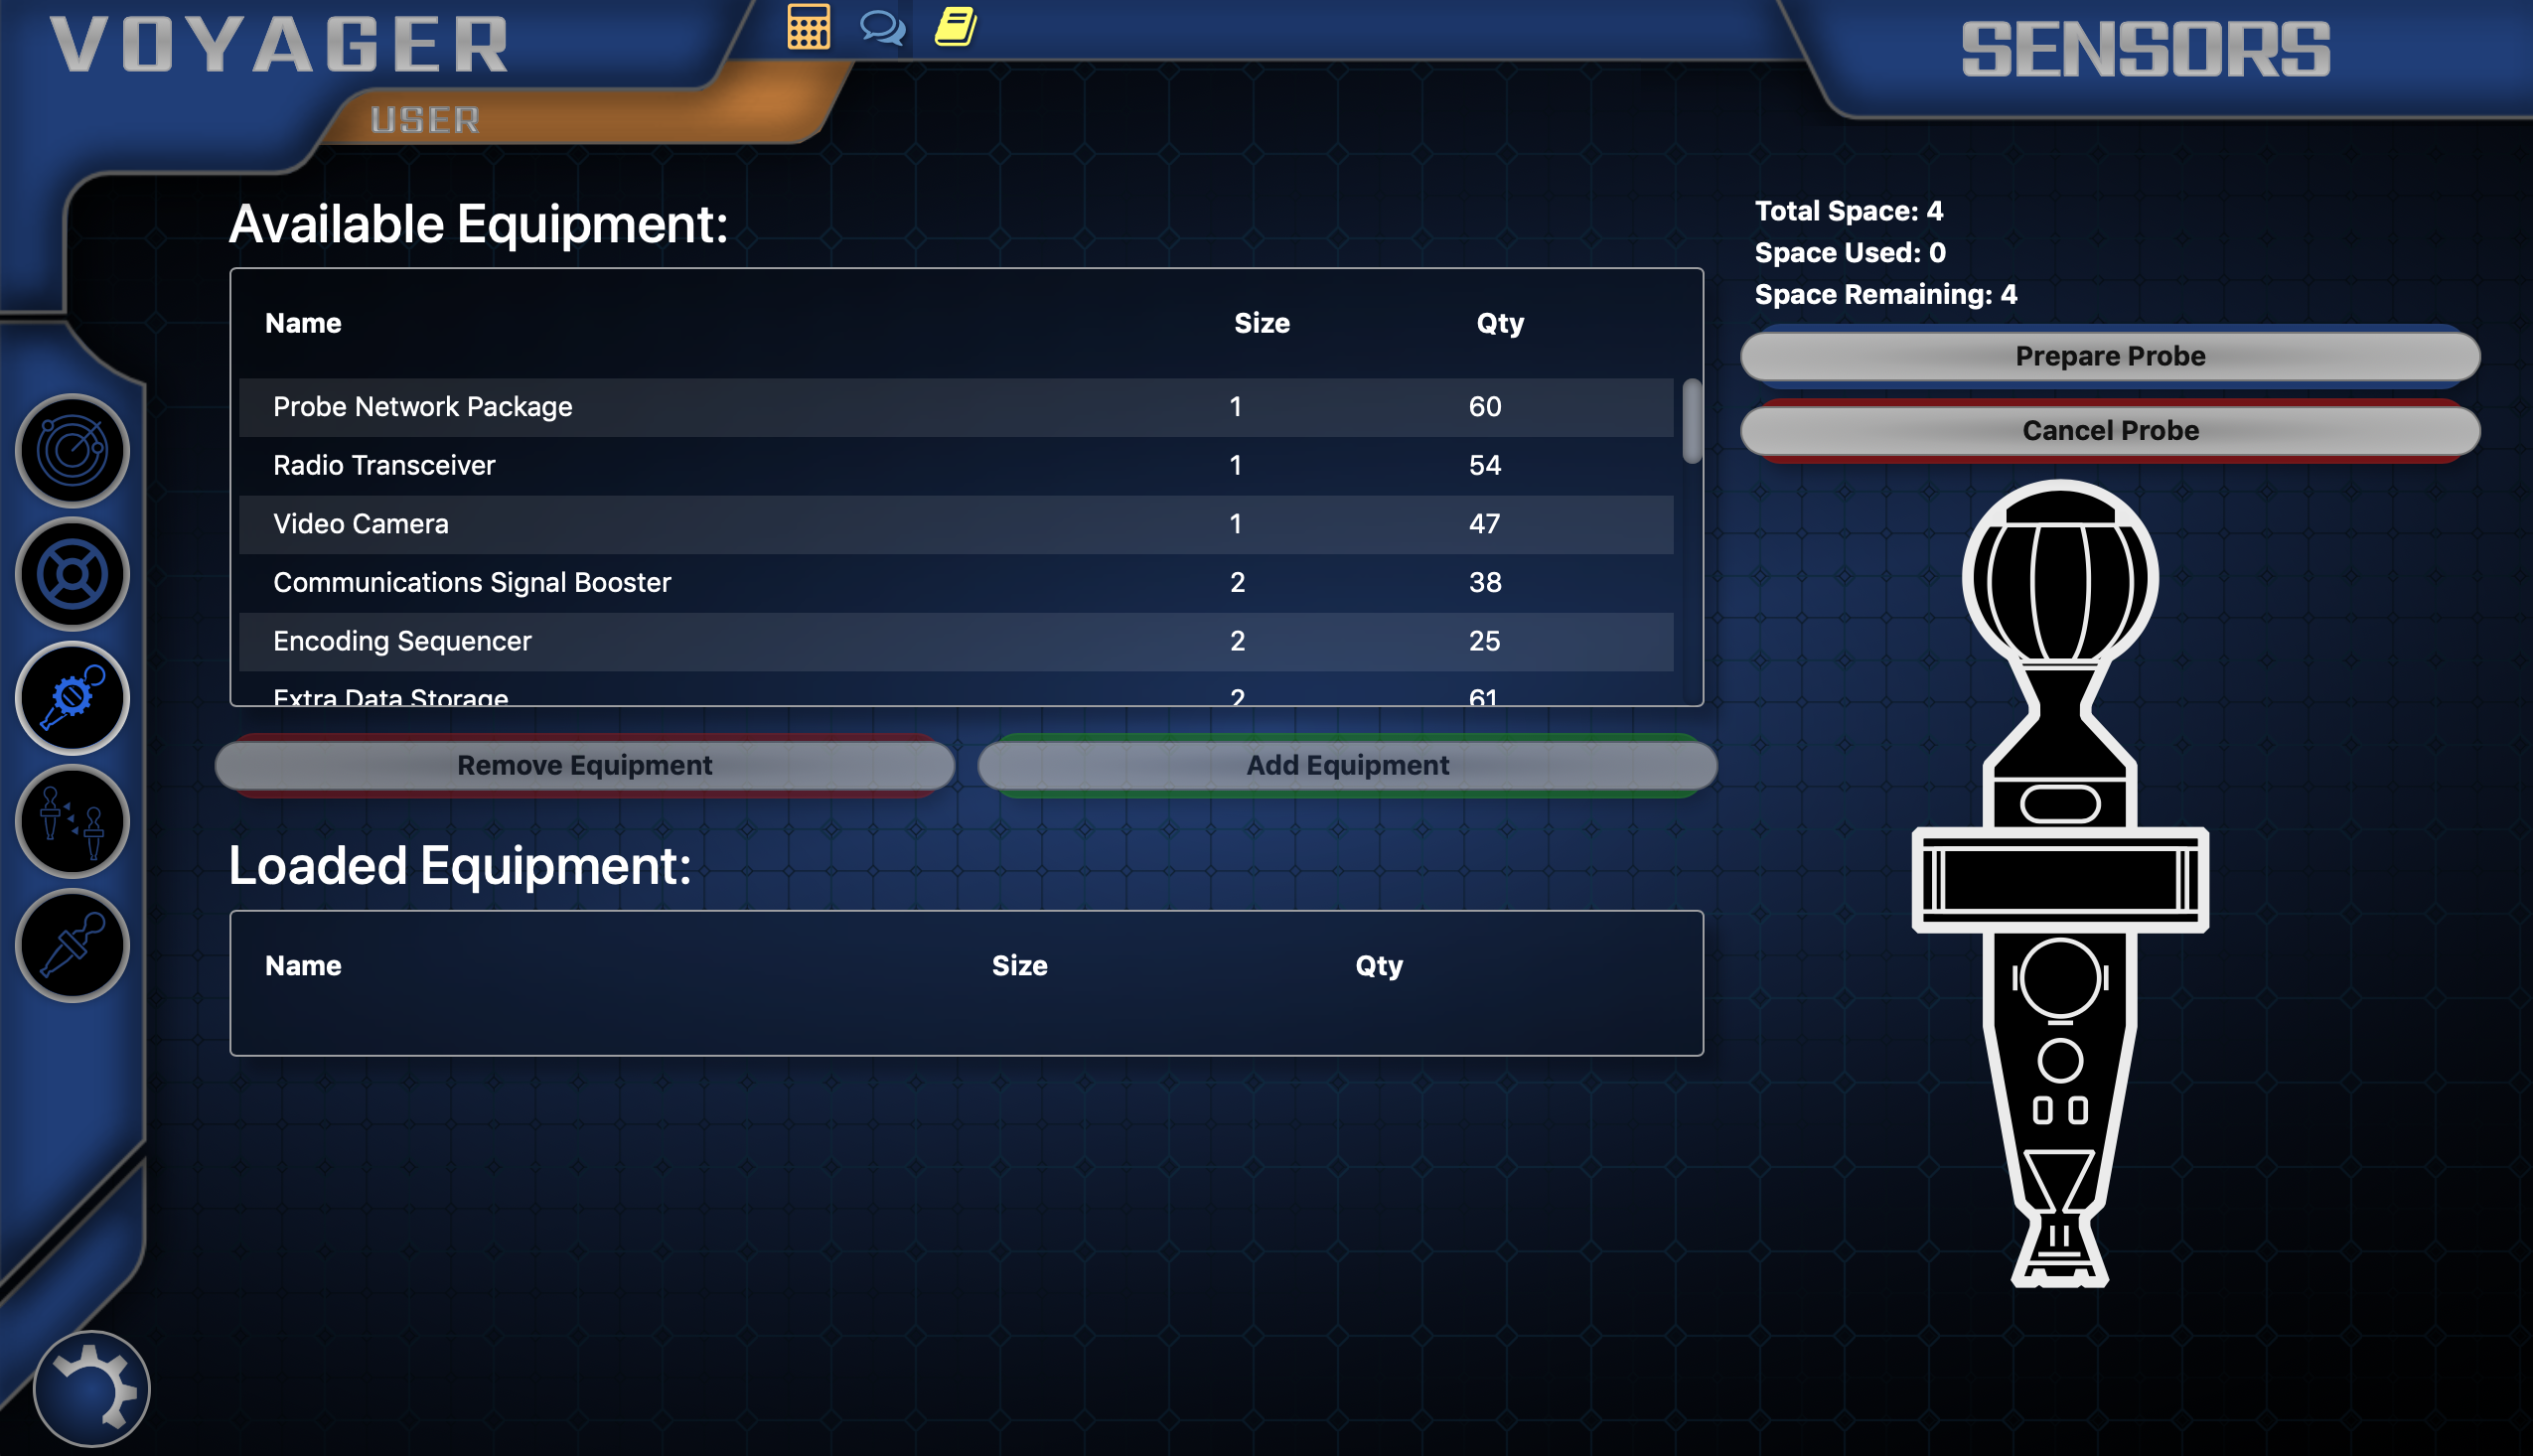 VOYAGER
SENSORS
USER
Available Equipment:
Name Size Qty
Probe Network Package 1 60
Radio Transceiver 1 54
Video Camera 1 47
Communications Signal Booster 2 38
Encoding Sequencer 2 25
Extra Data Storage 2 61
Remove Equipment
Add Equipment
Loaded Equipment:
Name Size Qty
Total Space: 4
Space Used: 0
Space Remaining: 4
Prepare Probe
Cancel Probe